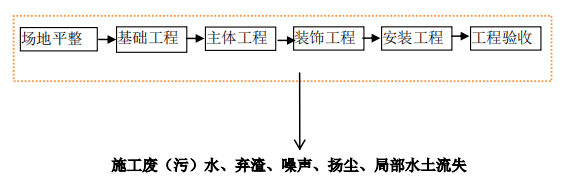 场地平整 基础工程 主体工程 装饰工程 安装工程 工程验收
施工废（污）水、弃渣、噪声、扬尘、局部水土流失